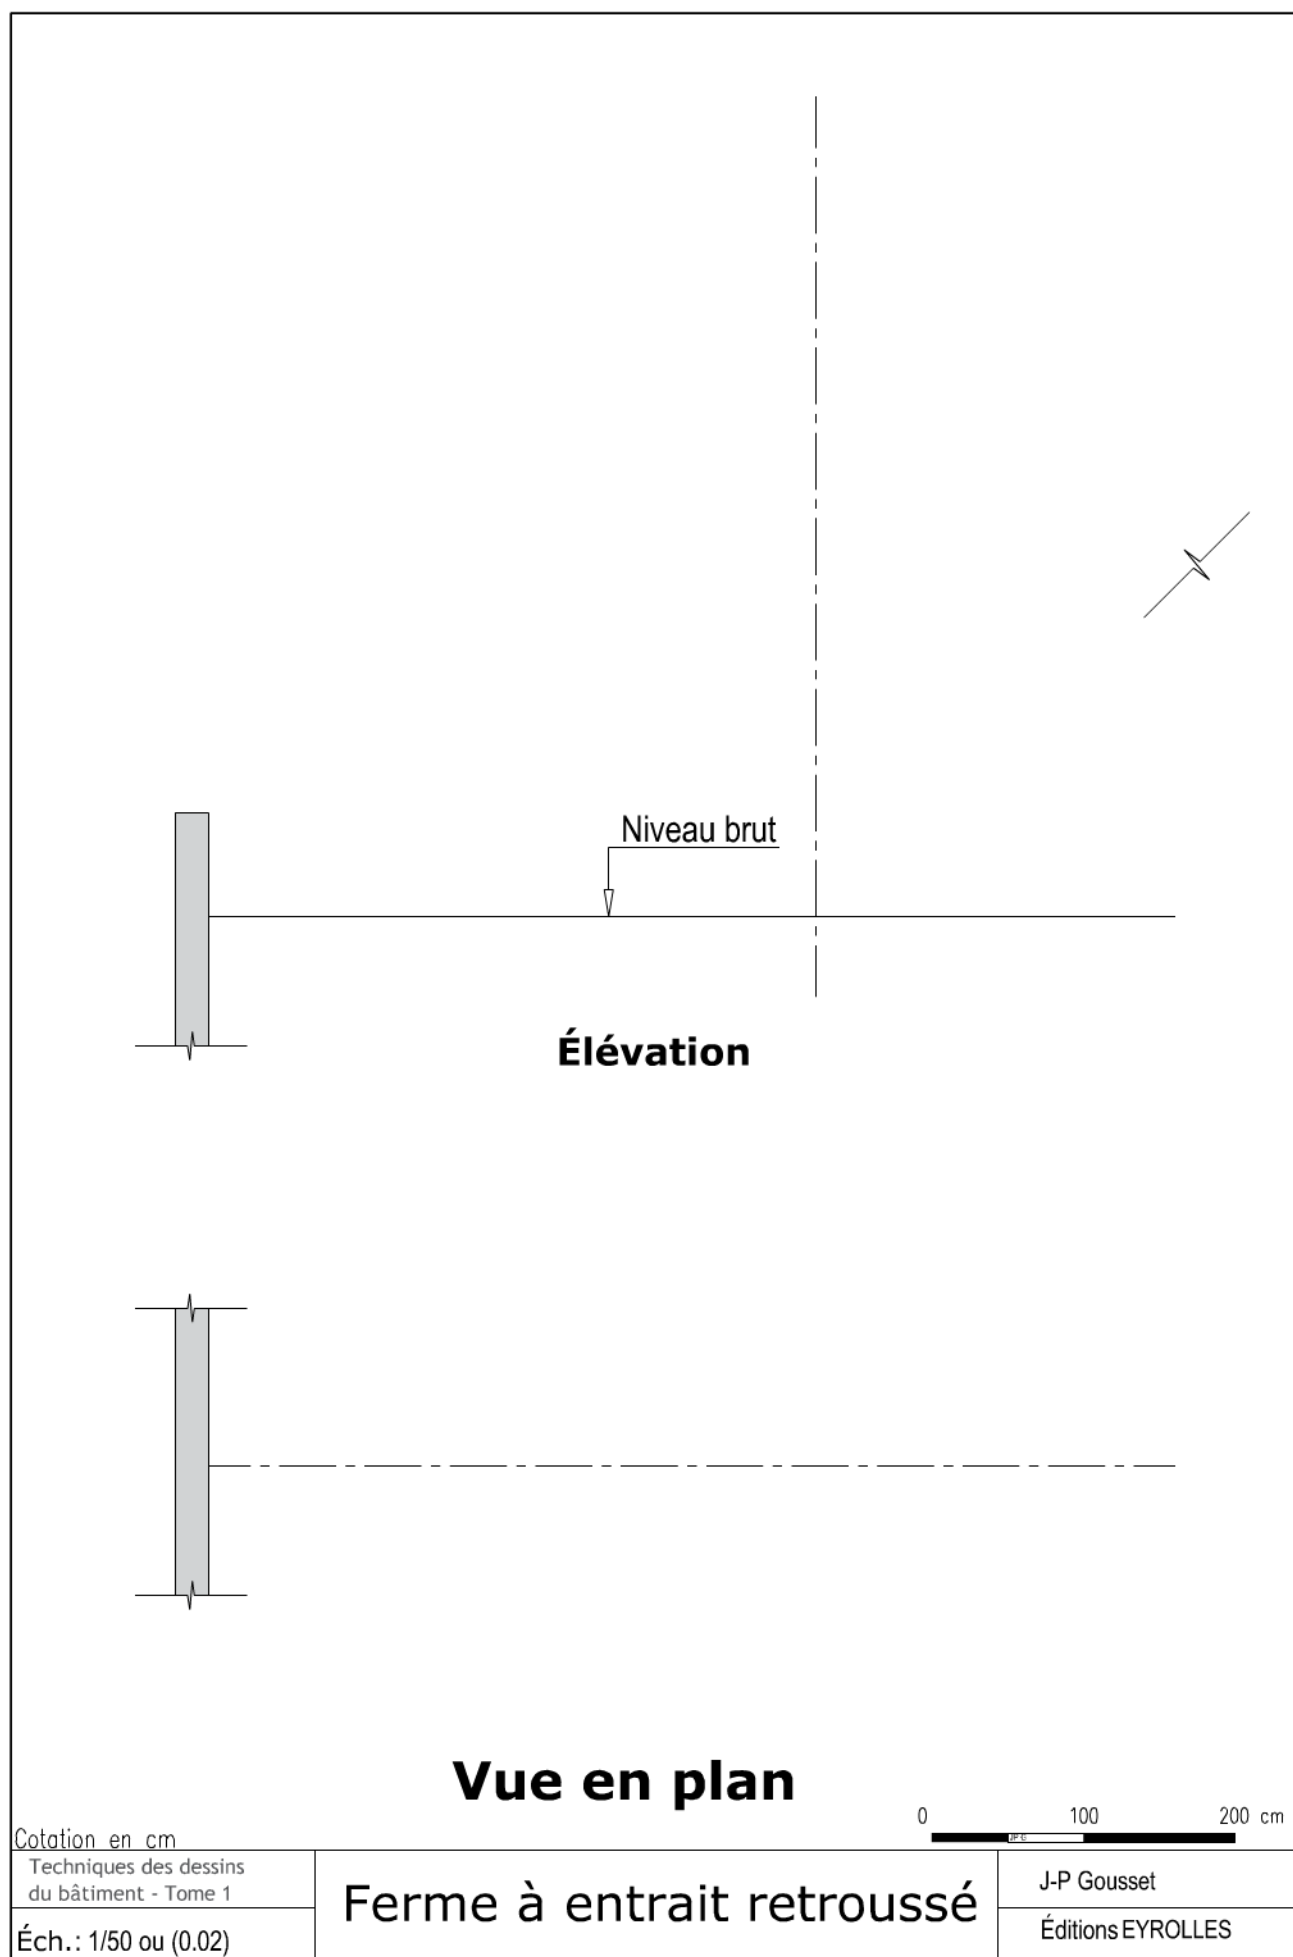 Niveau brut
Élévation
Vue en plan
0 100 200 cm
JP G
Cotation en cm
Techniques des dessins
du bâtiment - Tome 1
Éch.: 1/50 ou (0.02)
Ferme à entrait retroussé
J-P Gousset
Éditions EYROLLES